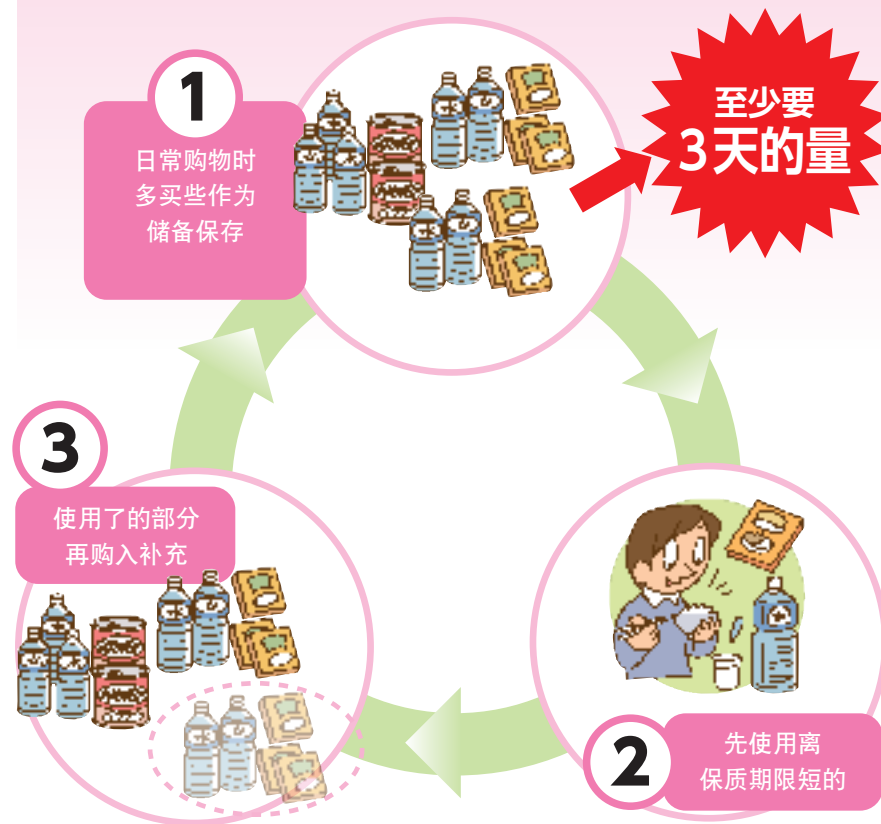 1
日常购物时
多买些作为
储备保存
至少要
3天的量
2
先使用离
保质期限短的
3
使用了的部分
再购入补充